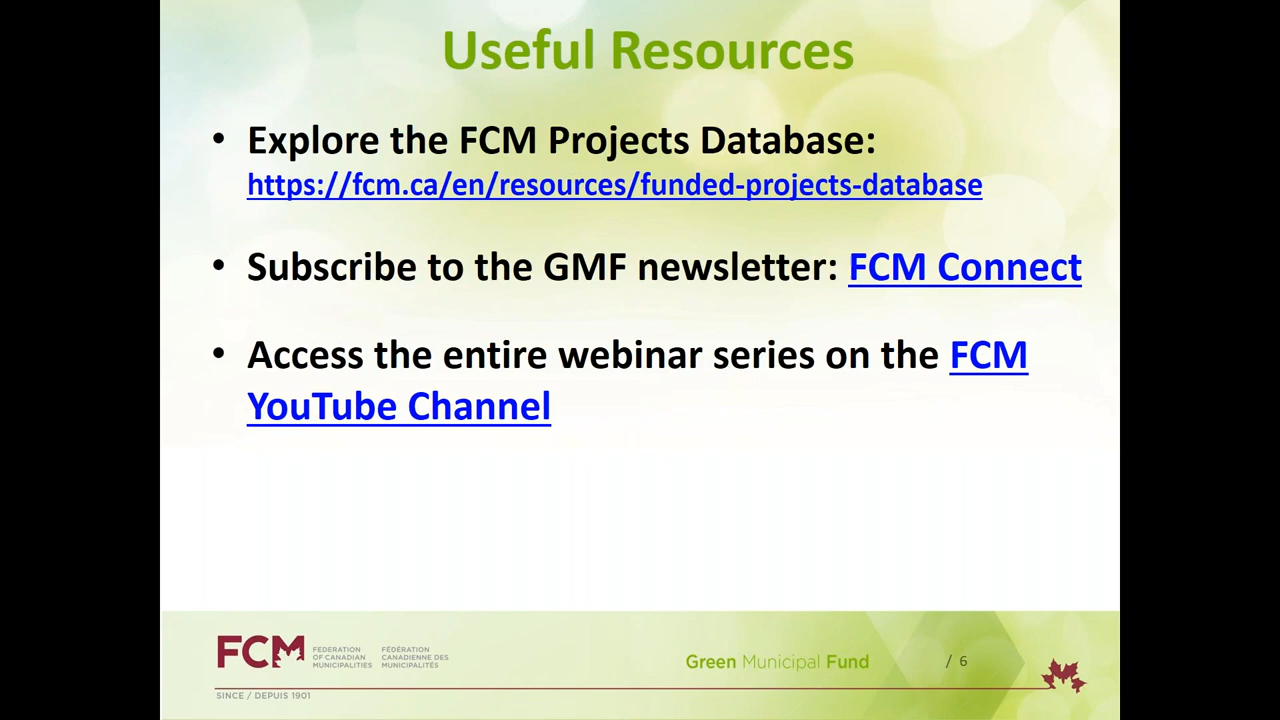 Useful Resources
• Explore the FCM Projects Database:
https://fcm.ca/en/resources/funded-projects-database
• Subscribe to the GMF newsletter: FCM Connect
• Access the entire webinar series on the FCM
YouTube Channel
FCM
FEDERATION
OF CANADIAN
MUNICIPALITIES
FÉDÉRATION
CANADIENNE DES
MUNICIPALITÉS
Green Municipal Fund
/ 6
SINCE / DEPUIS 1901